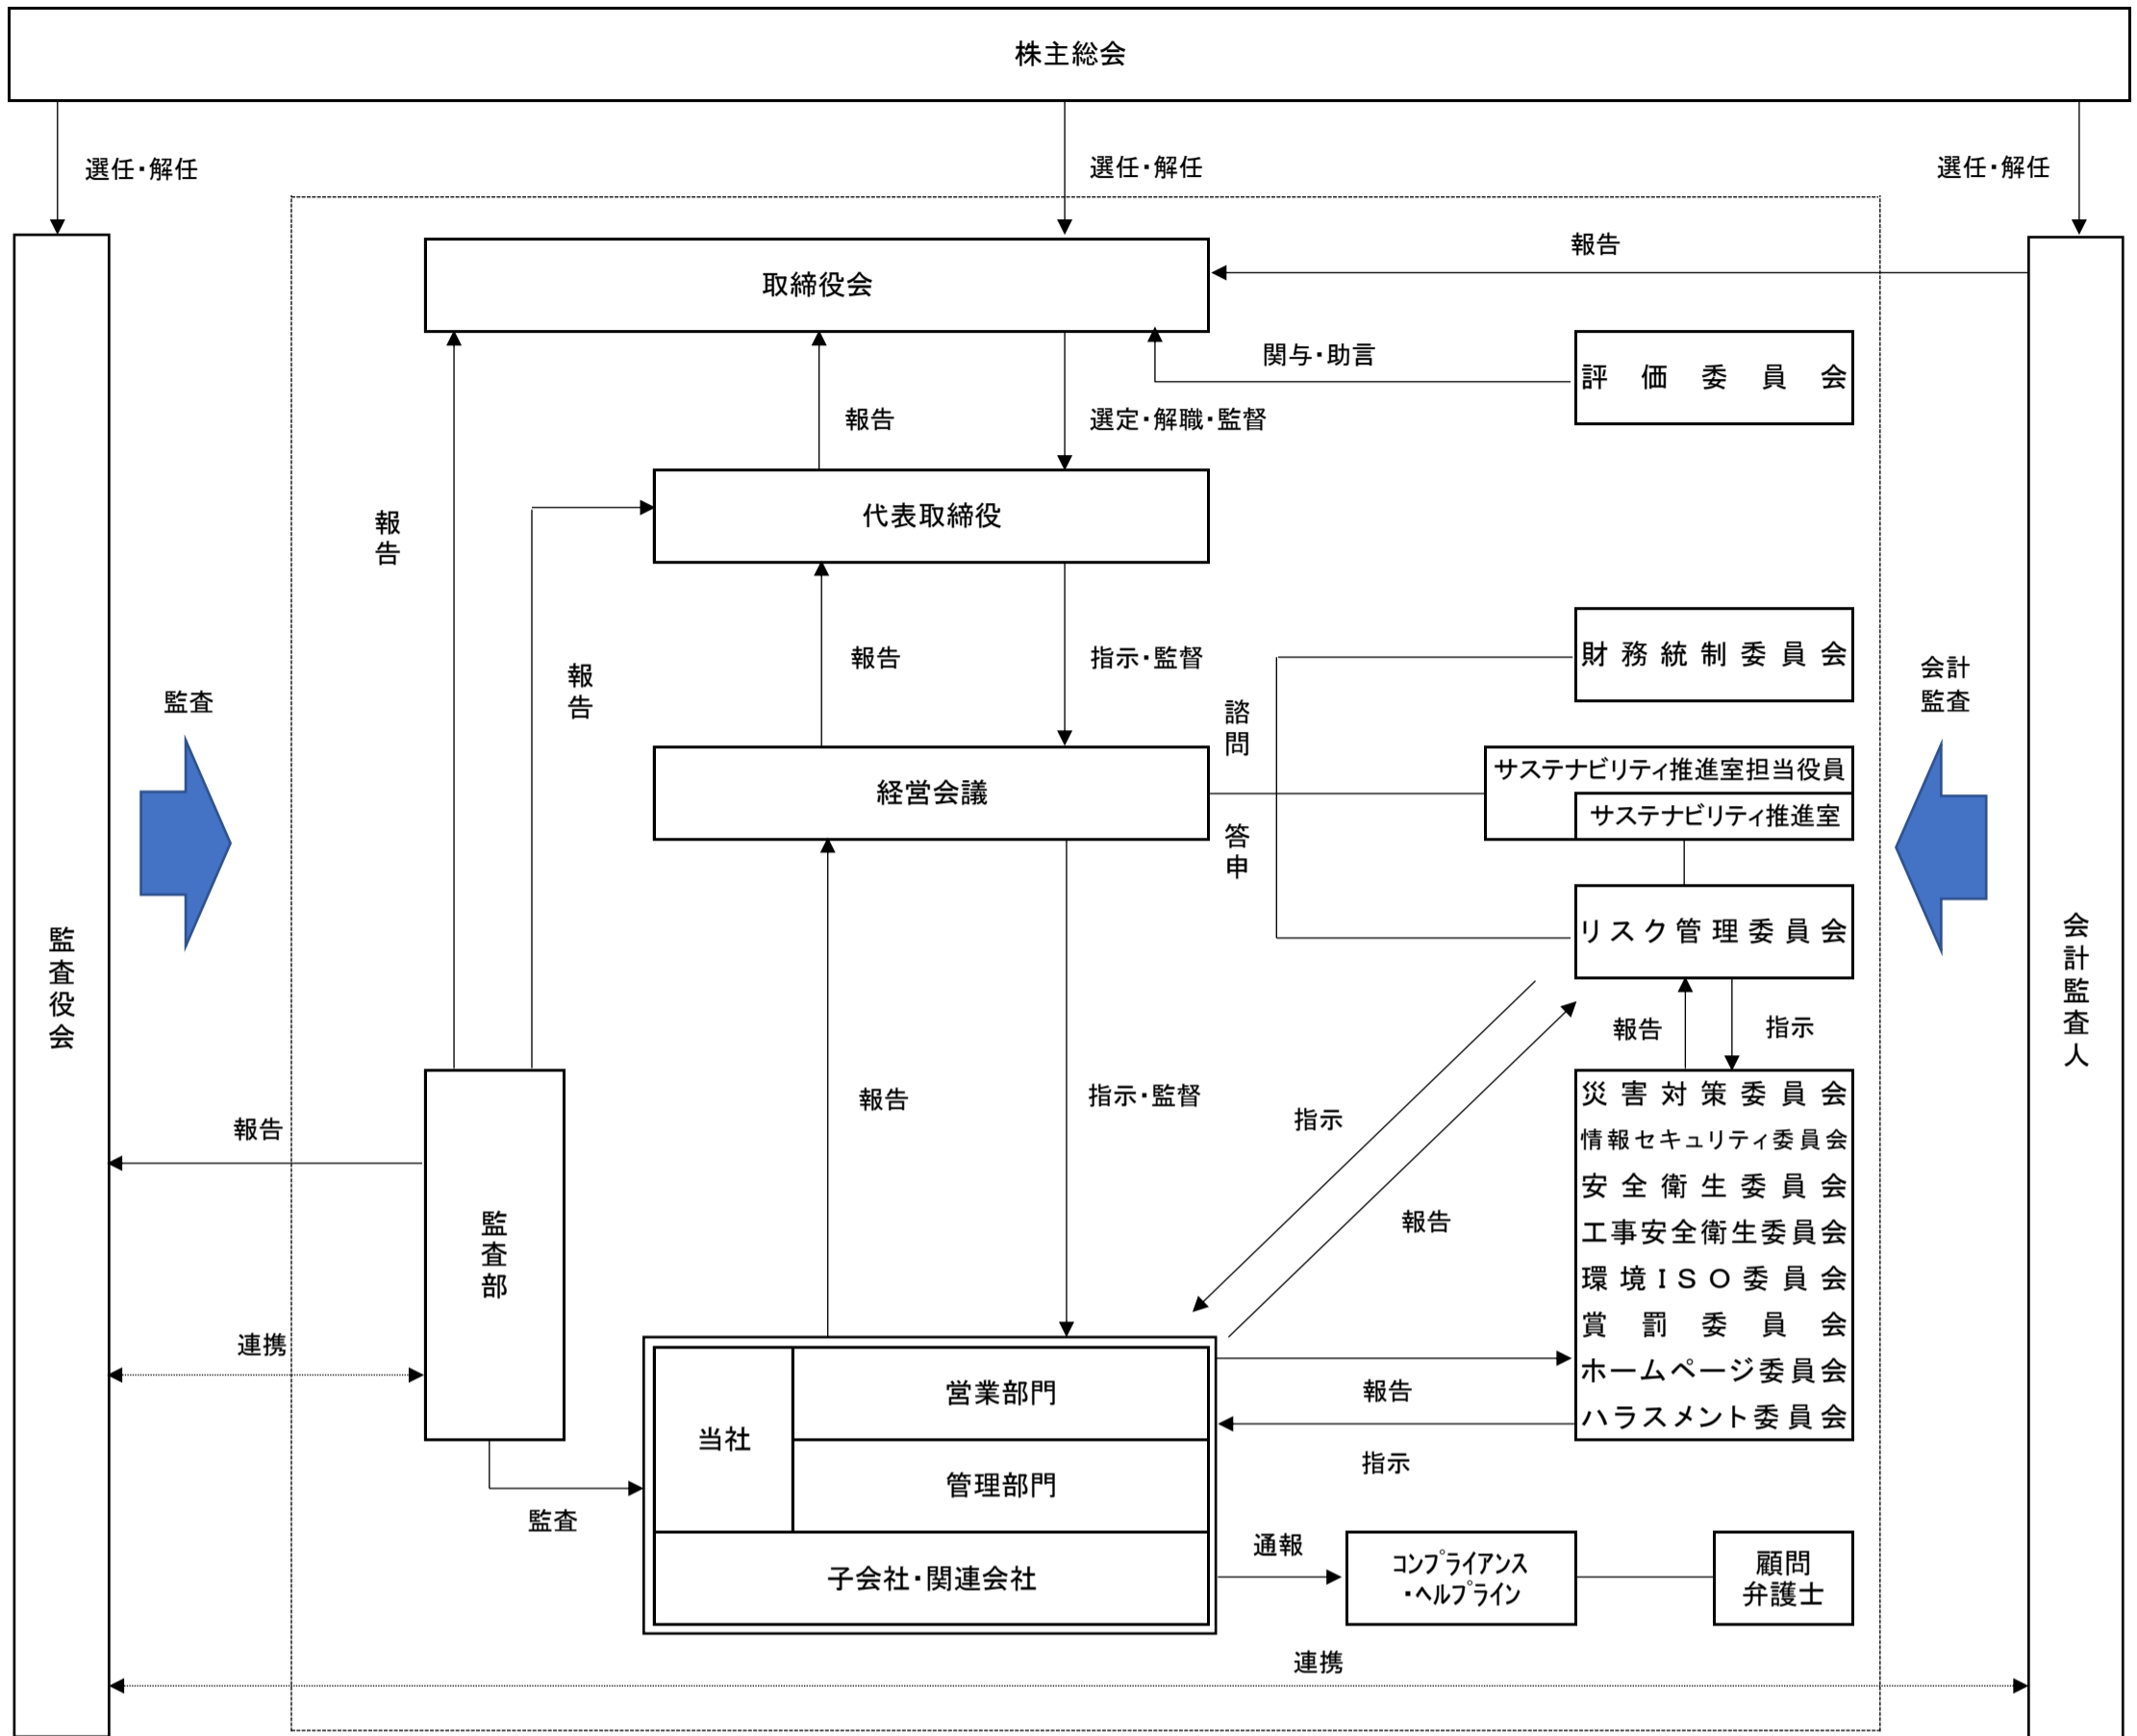 株主総会
選任・解任
選任・解任
選任・解任
取締役会
報告
関与・助言
評価委員会
報告
選定・解職・監督
代表取締役
報告
報告
報告
指示・監督
財務統制委員会
諮問
経営会議
答申
サステナビリティ推進室担当役員
サステナビリティ推進室
監査
会計
監査
リスク管理委員会
監査役会
会計監査人
報告
指示
報告
指示・監督
指示
報告
災害対策委員会
情報セキュリティ委員会
安全衛生委員会
工事安全衛生委員会
環境ISO委員会
賞罰委員会
ホームページ委員会
ハラスメント委員会
報告
連携
監査部
監査
当社
営業部門
管理部門
子会社・関連会社
報告
指示
通報
コンプライアンス
・ヘルプライン
顧問
弁護士
連携